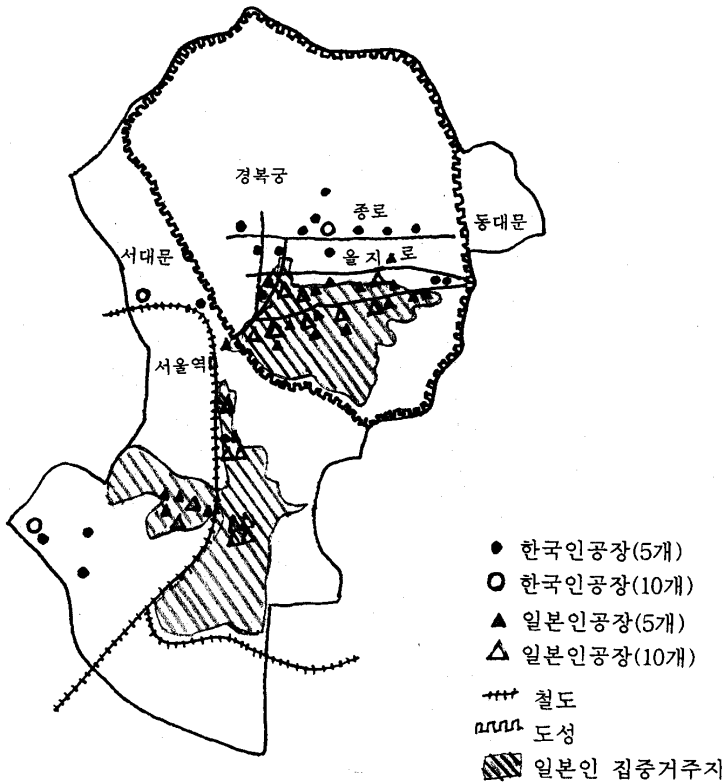 경복궁
종로
동대문
을지로
서대문
서울역
한국인공장(5개)
한국인공장(10개)
일본인공장(5개)
일본인공장(10개)
철도
도성
일본인 집중거주지